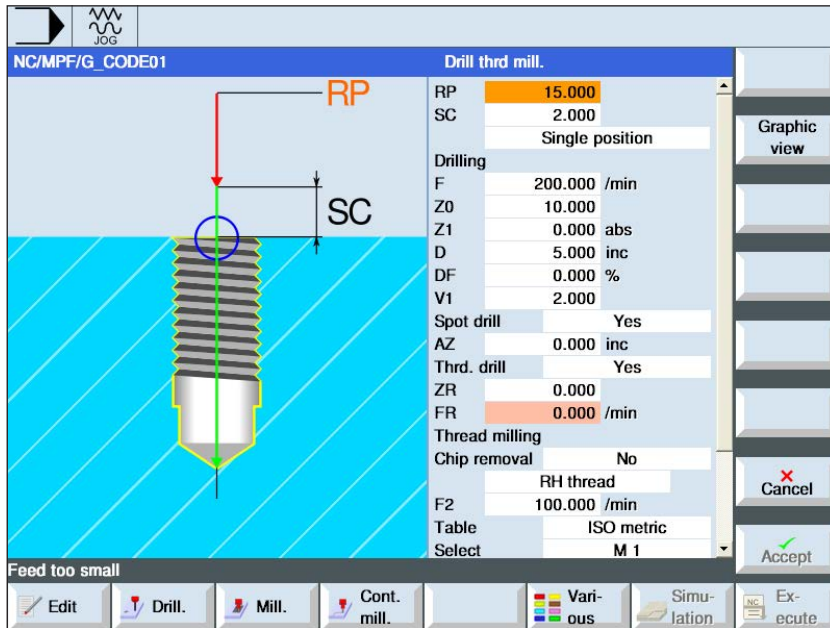 JOG
NC/MPF/G_CODE01
Drill thrd mill.
RP
SC
RP 15.000
SC 2.000
Single position
Drilling
F 200.000 /min
Z0 10.000
Z1 0.000 abs
D 5.000 inc
DF 0.000 %
V1 2.000
Spot drill Yes
AZ 0.000 inc
Thrd. drill Yes
ZR 0.000
FR 0.000 /min
Thread milling
Chip removal No
RH thread
F2 100.000 /min
Table ISO metric
Select M 1
Graphic
view
Cancel
Accept
Feed too small
Edit
Drill.
Mill.
Cont.
mill.
Vari-
ous
Simu-
lation
NC
Ex-
ecute